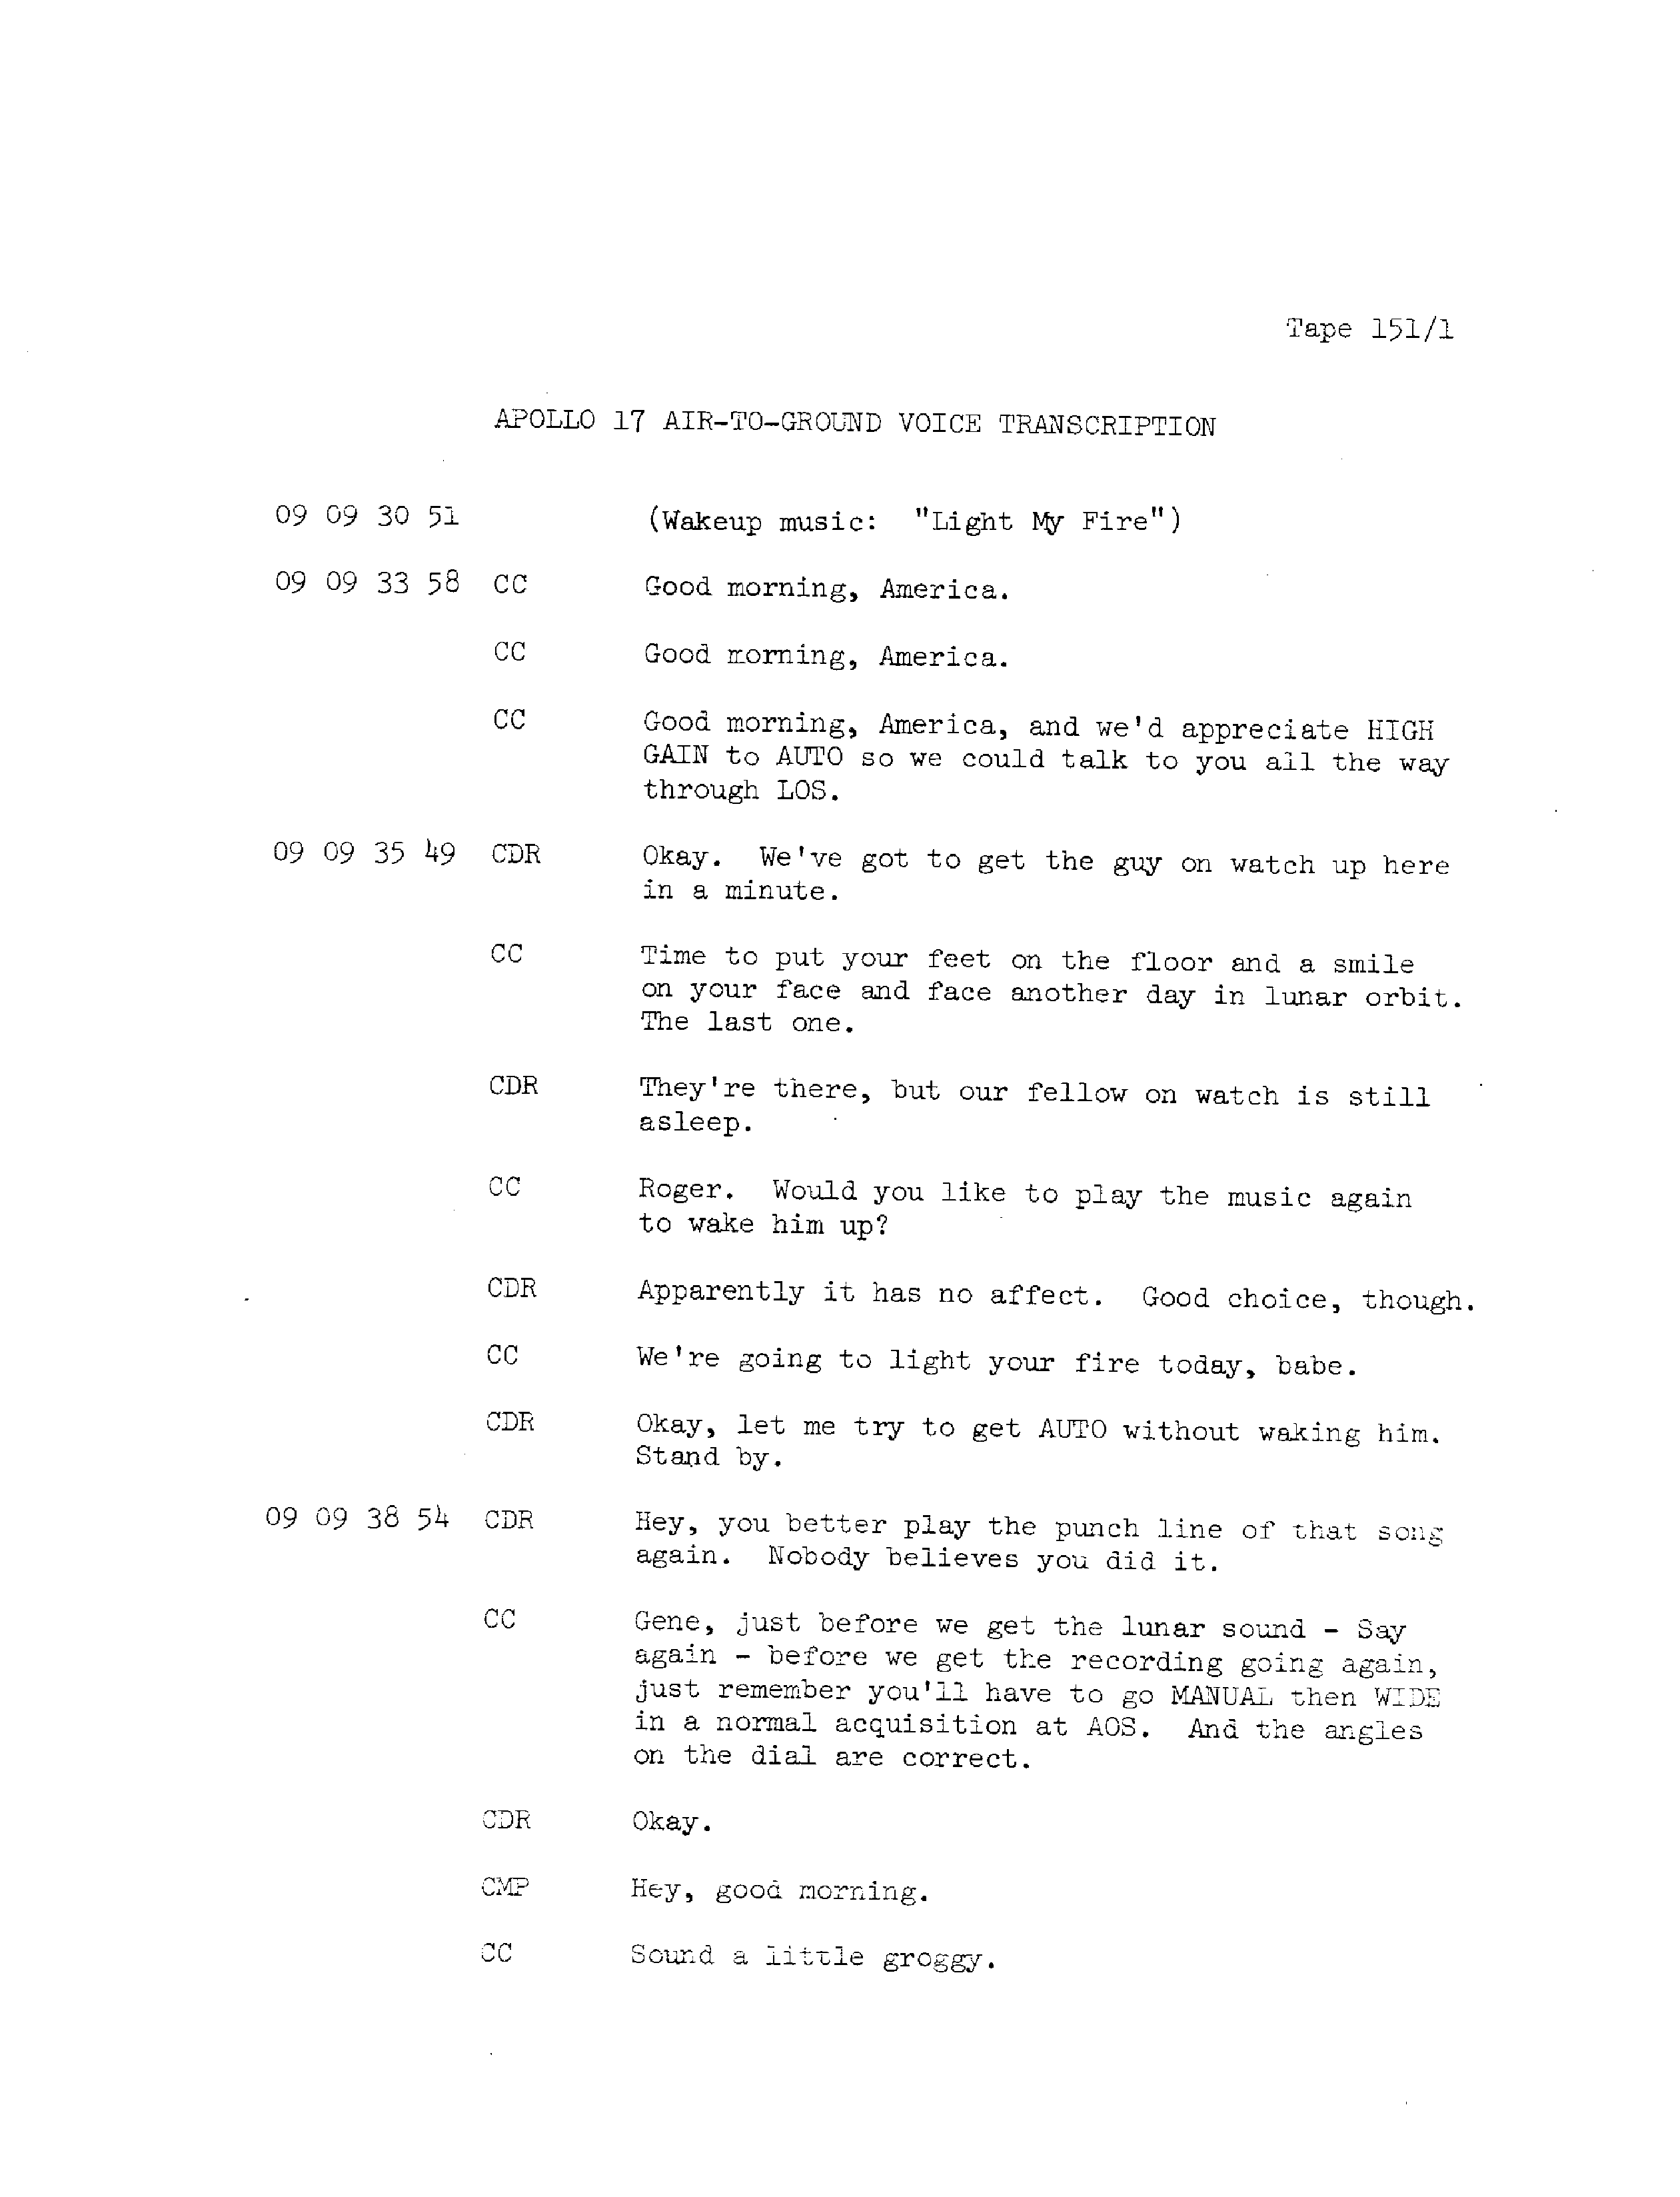 Tape 151/1
APOLLO 17 AIR-TO-GROUND VOICE TRANSCRIPTION
09 09 30 51 (Wakeup music: "Light My Fire")
09 09 33 58 CC Good morning, America.
CC Good morning, America.
CC Good morning, America, and we'd appreciate HIGH
GAIN to AUTO so we could talk to you all the way
through LOS.
09 09 35 49 CDR Okay. We've got to get the guy on watch up here
in a minute.
CC Time to put your feet on the floor and a smile
on your face and face another day in lunar orbit.
The last one.
CDR They're there, but our fellow on watch is still
asleep.
CC Roger. Would you like to play the music again
to wake him up?
CDR Apparently it has no affect. Good choice, though.
CC We're going to light your fire today, babe.
CDR Okay, let me try to get AUTO without waking him.
Stand by.
09 09 38 54 CDR Hey, you better play the punch line of that song
again. Nobody believes you did it.
CC Gene, just before we get the lunar sound - Say
again - before we get the recording going again,
just remember you'll have to go MANUAL then WIDE
in a normal acquisition at AOS. And the angles
on the dial are correct.
CDR Okay.
CMP Hey, good morning.
CC Sound a little groggy.